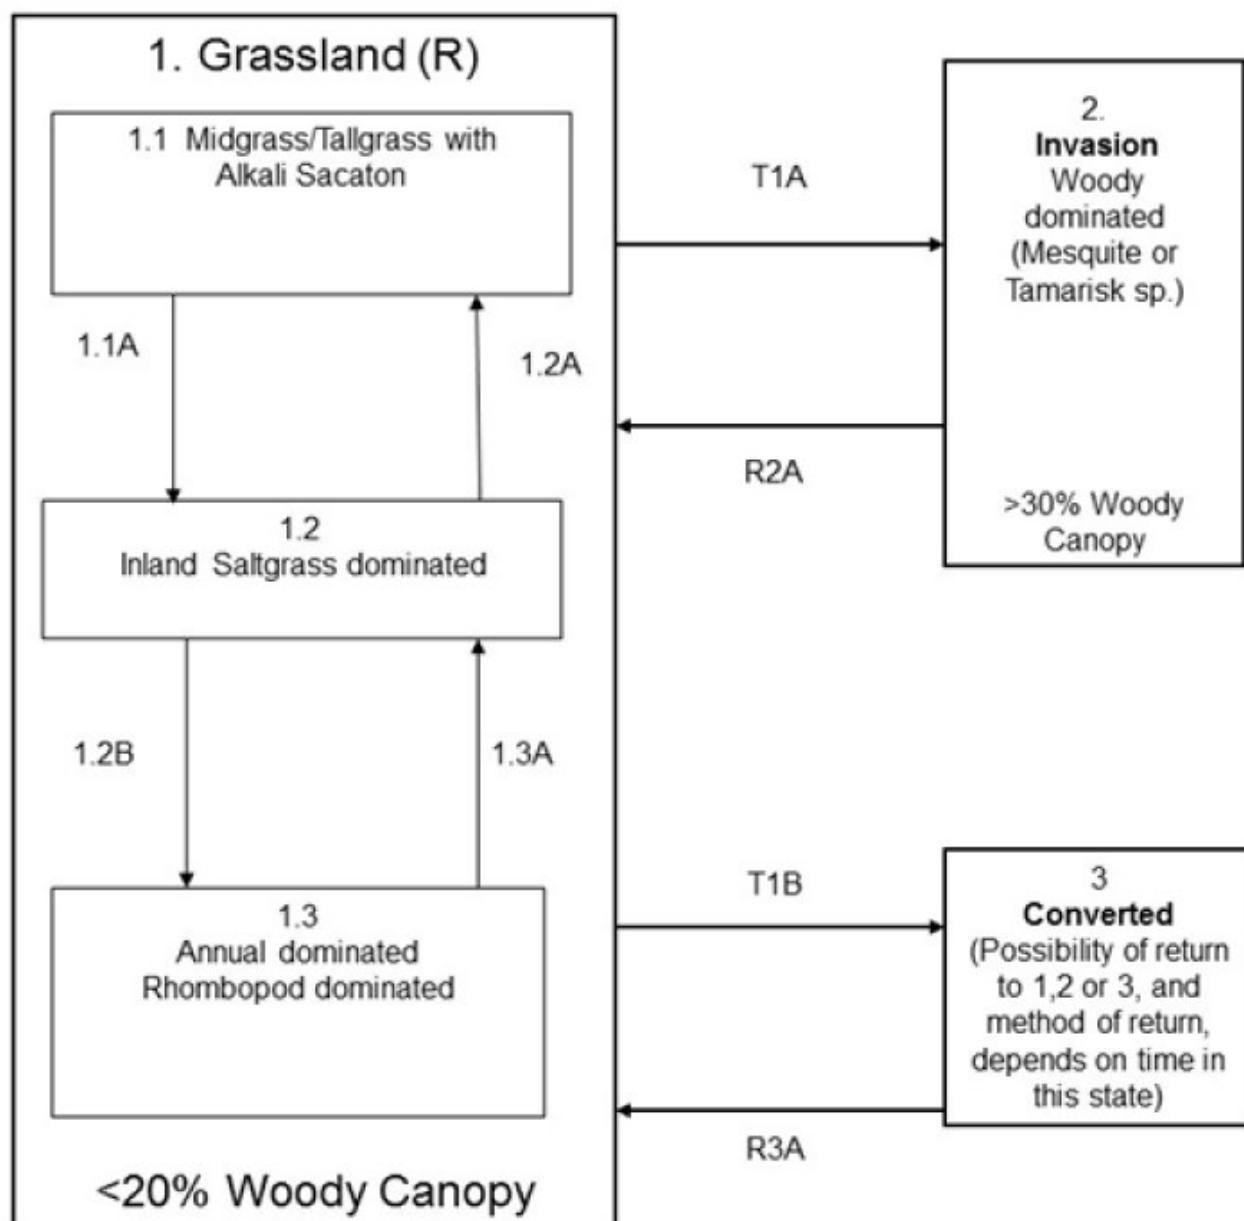 1. Grassland (R)
1.1 Midgrass/Tallgrass with
Alkali Sacaton
1.1A
1.2A
1.2
Inland Saltgrass dominated
1.2B
1.3A
1.3
Annual dominated
Rhombopod dominated
<20% Woody Canopy
T1A
R2A
2.
Invasion
Woody
dominated
(Mesquite or
Tamarisk sp.)
>30% Woody
Canopy
T1B
R3A
3
Converted
(Possibility of return
to 1,2 or 3, and
method of return,
depends on time in
this state)